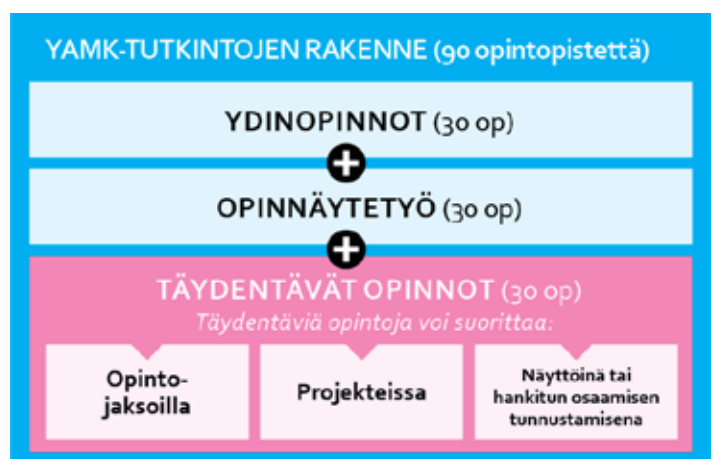 YAMK-TUTKINTOJEN RAKENNE (90 opintopistettä)
YDINOPINNOT (30 op)
+
OPINNÄYTETYÖ (30 op)
+
TÄYDENTÄVÄT OPINNOT (30 op)
Täydentäviä opintoja voi suorittaa:
Opinto-
jaksoilla
Projekteissa
Näyttöinä tai
hankitun osaamisen
tunnustamisena